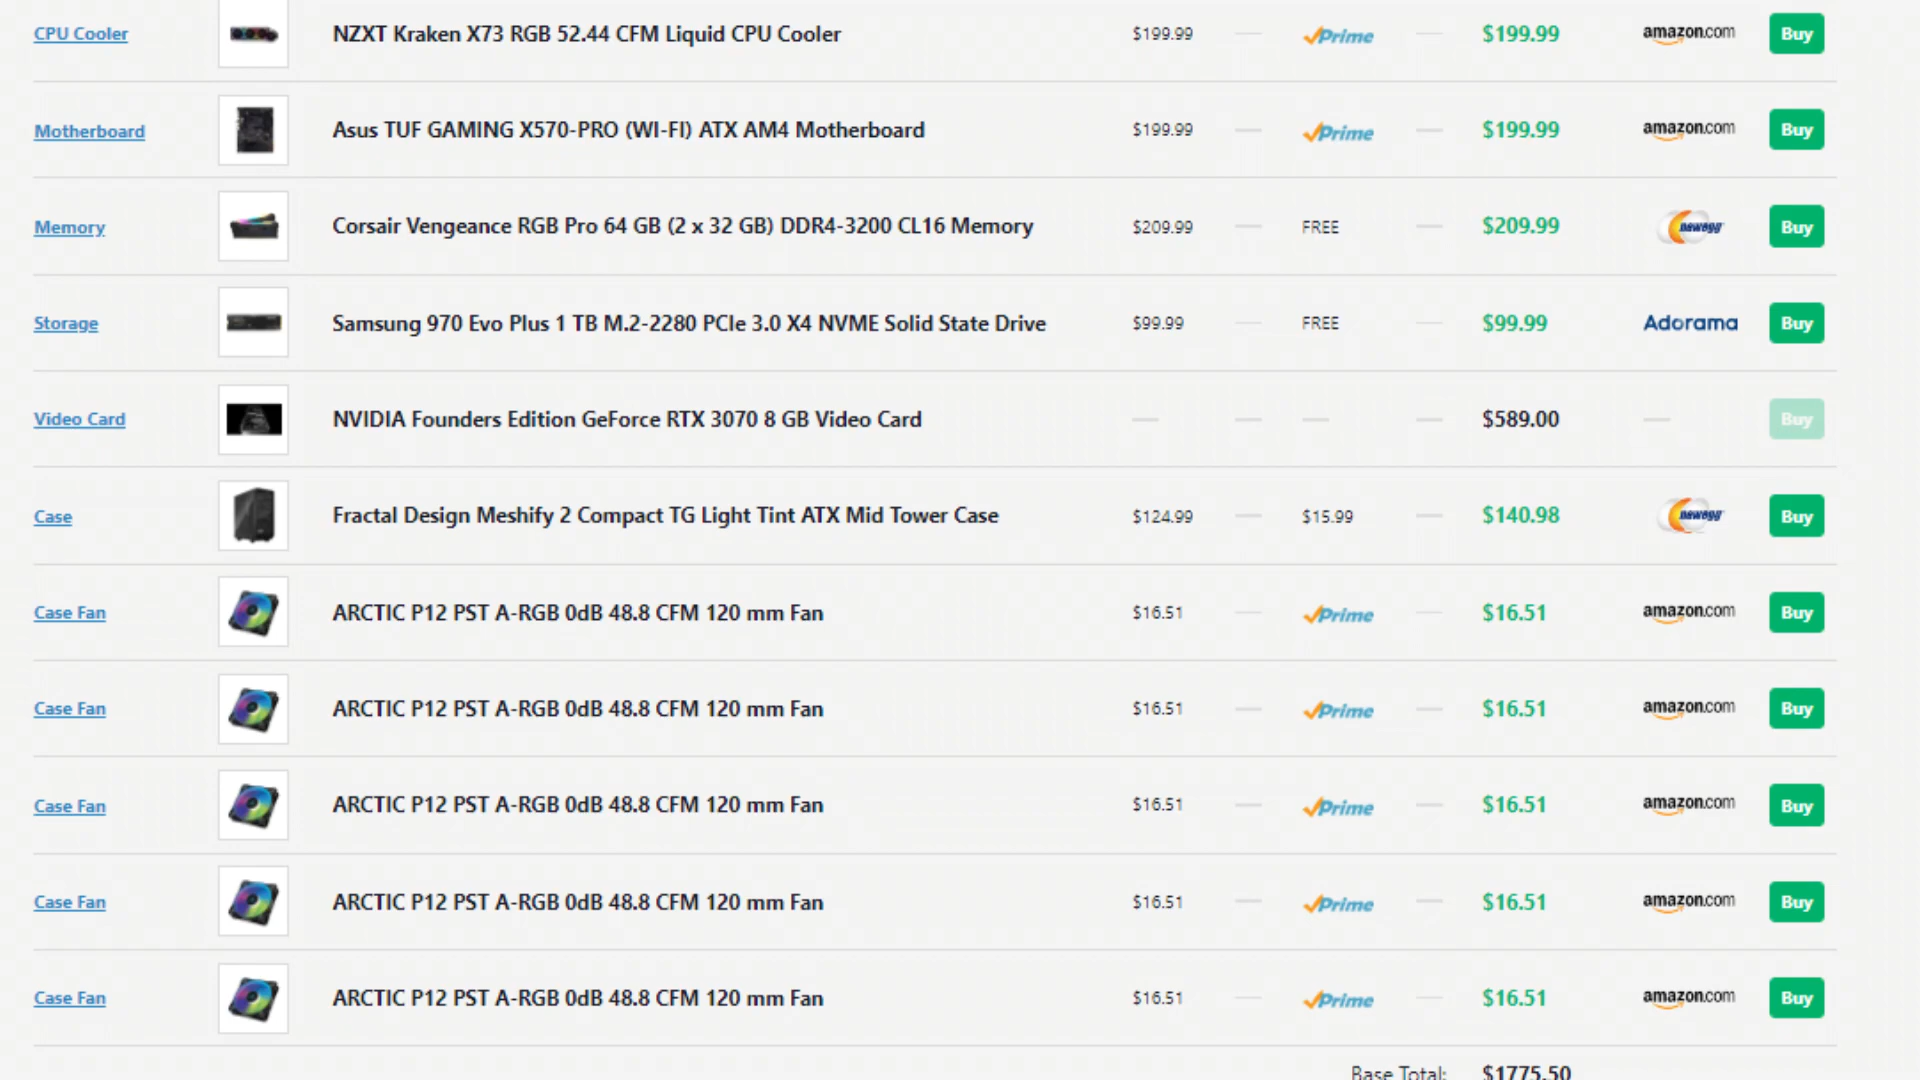 CPU Cooler NZXT Kraken X73 RGB 52.44 CFM Liquid CPU Cooler $199.99 — Prime — $199.99 amazon.com Buy
Motherboard Asus TUF GAMING X570-PRO (WI-FI) ATX AM4 Motherboard $199.99 — Prime — $199.99 amazon.com Buy
Memory Corsair Vengeance RGB Pro 64 GB (2 x 32 GB) DDR4-3200 CL16 Memory $209.99 — FREE — $209.99 newegg Buy
Storage Samsung 970 Evo Plus 1 TB M.2-2280 PCIe 3.0 X4 NVME Solid State Drive $99.99 — FREE — $99.99 Adorama Buy
Video Card NVIDIA Founders Edition GeForce RTX 3070 8 GB Video Card — — — — $589.00 — Buy
Case Fractal Design Meshify 2 Compact TG Light Tint ATX Mid Tower Case $124.99 — $15.99 — $140.98 newegg Buy
Case Fan ARCTIC P12 PST A-RGB 0dB 48.8 CFM 120 mm Fan $16.51 — Prime — $16.51 amazon.com Buy
Case Fan ARCTIC P12 PST A-RGB 0dB 48.8 CFM 120 mm Fan $16.51 — Prime — $16.51 amazon.com Buy
Case Fan ARCTIC P12 PST A-RGB 0dB 48.8 CFM 120 mm Fan $16.51 — Prime — $16.51 amazon.com Buy
Case Fan ARCTIC P12 PST A-RGB 0dB 48.8 CFM 120 mm Fan $16.51 — Prime — $16.51 amazon.com Buy
Case Fan ARCTIC P12 PST A-RGB 0dB 48.8 CFM 120 mm Fan $16.51 — Prime — $16.51 amazon.com Buy
Base Total: $1775.50